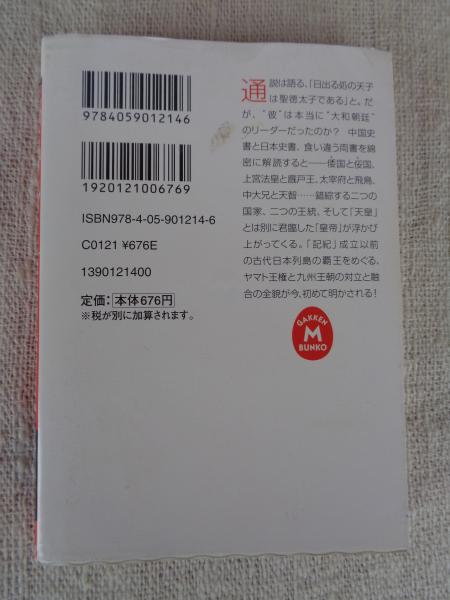 9784059012146
1920121006769
ISBN978-4-05-901214-6
C0121 ¥676E
1390121400
定価：本体676円
※税が別に加算されます。
通説は語る、「日出る処の天子
は聖徳太子である」と。だ
が、“彼”は本当に“大和朝廷”
のリーダーだったのか？ 中国史
書と日本史書、食い違う両書を綿
密に解読すると――倭国と俀国、
上宮法皇と厩戸王、太宰府と飛鳥、
中大兄と天智……錯綜する二つの
国家、二つの王統、そして「天皇」
とは別に君臨した「皇帝」が浮かび
上がってくる。「記紀」成立以前
の古代日本列島の覇王をめぐる、
ヤマト王権と九州王朝の対立と融
合の全貌が今、初めて明かされる！
GAKKEN
M
BUNKO